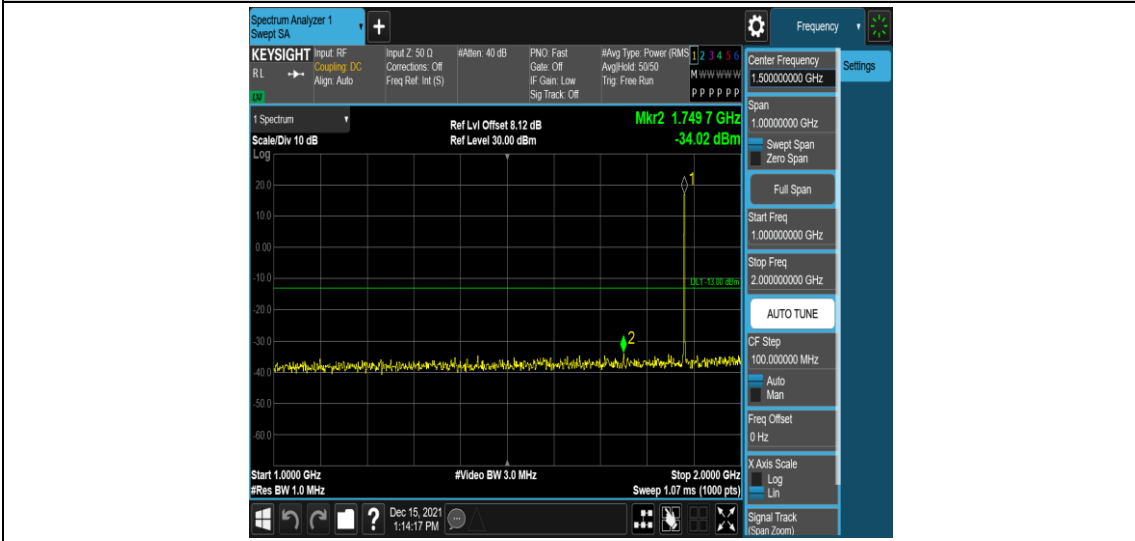 Spectrum Analyzer 1
Swept SA
Frequency
KEYSIGHT
RL
Input: RF
Coupling: DC
Align: Auto
Input Z: 50 Ω
Corrections: Off
Freq Ref: Int (S)
#Atten: 40 dB
PNO: Fast
Gate: Off
IF Gain: Low
Sig Track: Off
#Avg Type: Power (RMS
Avg|Hold: 50/50
Trig: Free Run
1 2 3 4 5 6
M W W W W W
P P P P P P
1 Spectrum
Scale/Div 10 dB
Log
Ref Lvl Offset 8.12 dB
Ref Level 30.00 dBm
Mkr2 1.749 7 GHz
-34.02 dBm
1
20.0
10.0
0.00
-10.0
DL1 -13.00 dBm
-20.0
-30.0
2
-40.0
-50.0
-60.0
Start 1.0000 GHz
#Res BW 1.0 MHz
#Video BW 3.0 MHz
Stop 2.0000 GHz
Sweep 1.07 ms (1000 pts)
Dec 15, 2021
1:14:17 PM
Center Frequency
1.500000000 GHz
Settings
Span
1.00000000 GHz
Swept Span
Zero Span
Full Span
Start Freq
1.000000000 GHz
Stop Freq
2.000000000 GHz
AUTO TUNE
CF Step
100.000000 MHz
Auto
Man
Freq Offset
0 Hz
X Axis Scale
Log
Lin
Signal Track
(Span Zoom)